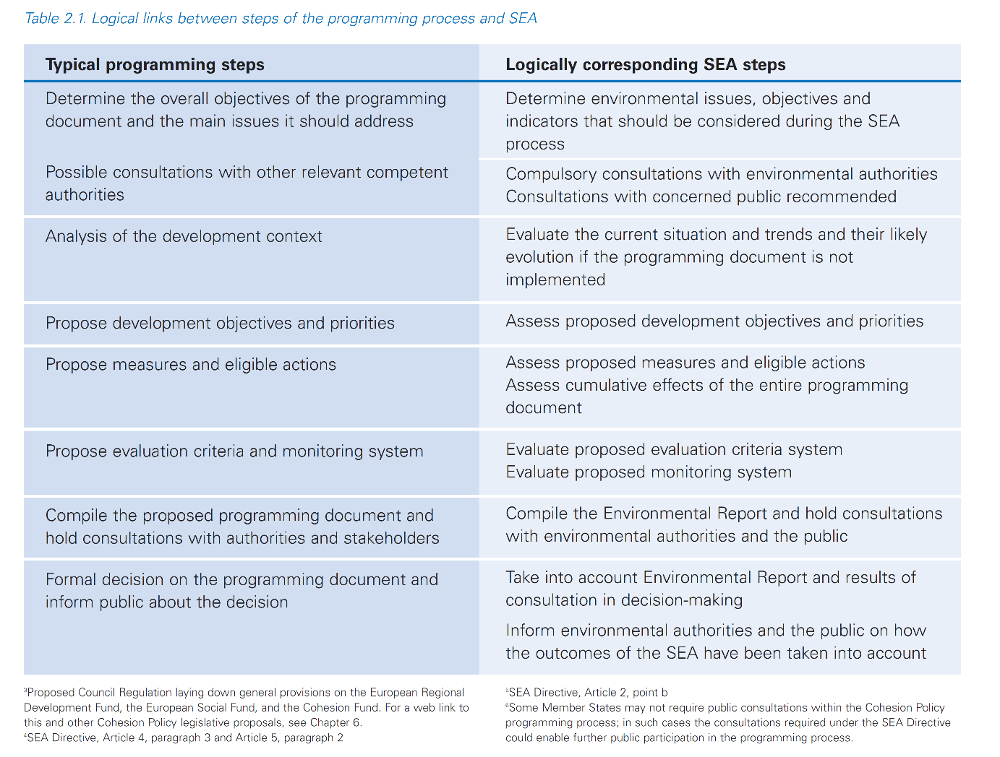 Table 2.1. Logical links between steps of the programming process and SEA
Typical programming steps
Logically corresponding SEA steps
Determine the overall objectives of the programming
document and the main issues it should address
Determine environmental issues, objectives and
indicators that should be considered during the SEA
process
Possible consultations with other relevant competent
authorities
Compulsory consultations with environmental authorities
Consultations with concerned public recommended
Analysis of the development context
Evaluate the current situation and trends and their likely
evolution if the programming document is not
implemented
Propose development objectives and priorities
Assess proposed development objectives and priorities
Propose measures and eligible actions
Assess proposed measures and eligible actions
Assess cumulative effects of the entire programming
document
Propose evaluation criteria and monitoring system
Evaluate proposed evaluation criteria system
Evaluate proposed monitoring system
Compile the proposed programming document and
hold consultations with authorities and stakeholders
Compile the Environmental Report and hold consultations
with environmental authorities and the public
Formal decision on the programming document and
inform public about the decision
Take into account Environmental Report and results of
consultation in decision-making
Inform environmental authorities and the public on how
the outcomes of the SEA have been taken into account
³Proposed Council Regulation laying down general provisions on the European Regional
Development Fund, the European Social Fund, and the Cohesion Fund. For a web link to
this and other Cohesion Policy legislative proposals, see Chapter 6.
⁴SEA Directive, Article 4, paragraph 3 and Article 5, paragraph 2
⁵SEA Directive, Article 2, point b
⁶Some Member States may not require public consultations within the Cohesion Policy
programming process; in such cases the consultations required under the SEA Directive
could enable further public participation in the programming process.